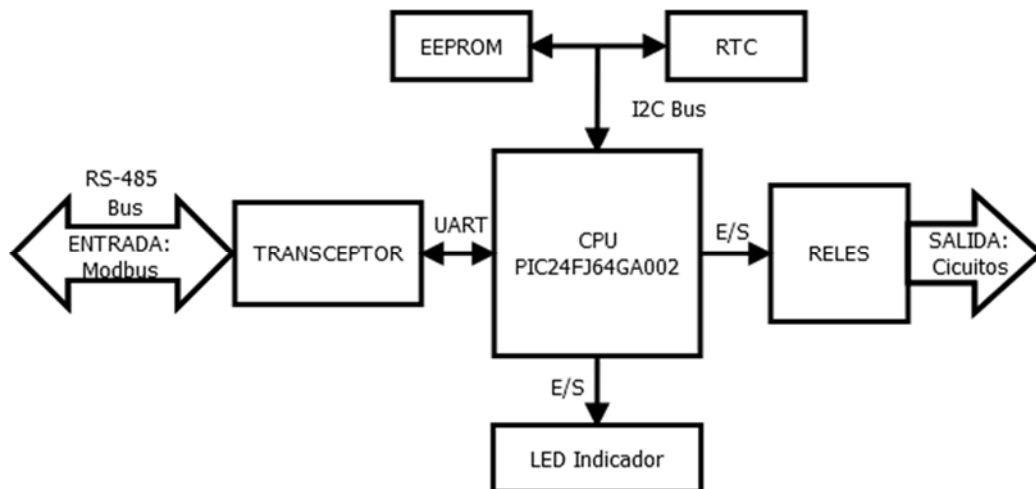 EEPROM
RTC
I2C Bus
RS-485
Bus
ENTRADA:
Modbus
TRANSCEPTOR
UART
CPU
PIC24FJ64GA002
E/S
RELES
SALIDA:
Cicuitos
E/S
LED Indicador